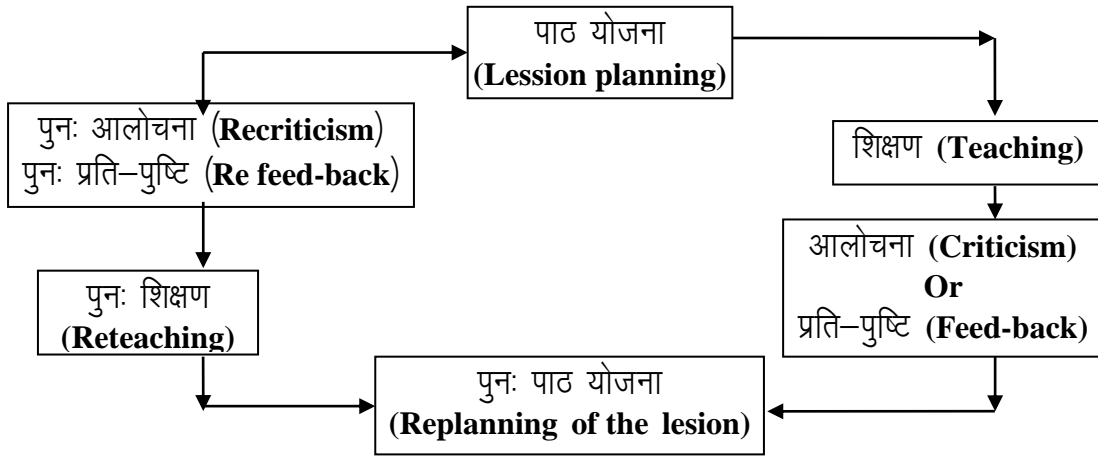 पाठ योजना
(Lession planning)
पुनः आलोचना (Recriticism)
पुनः प्रति–पुष्टि (Re feed-back)
शिक्षण (Teaching)
आलोचना (Criticism)
Or
प्रति–पुष्टि (Feed-back)
पुनः शिक्षण
(Reteaching)
पुनः पाठ योजना
(Replanning of the lesion)